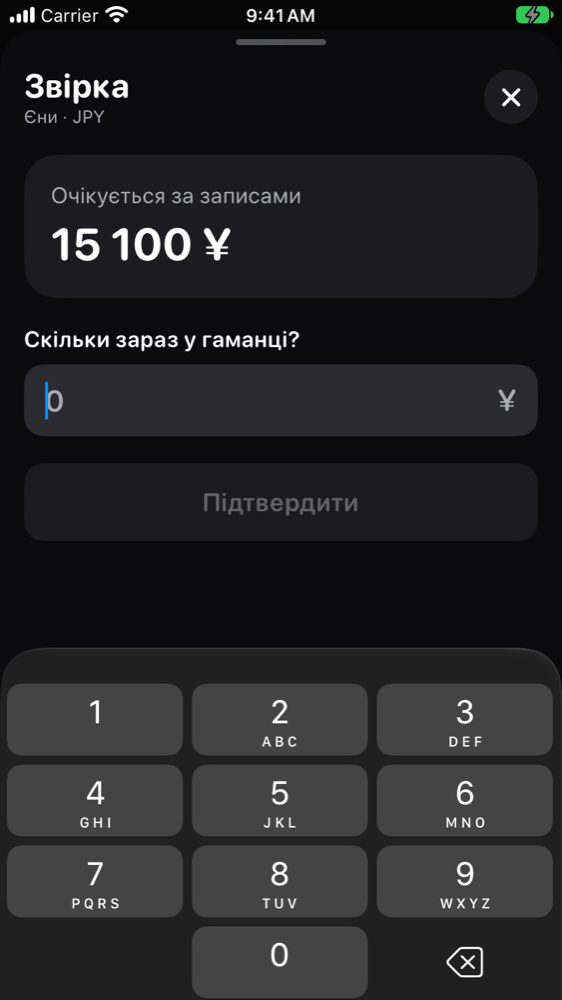 Carrier 9:41 AM
Звірка
Єни · JPY
Очікується за записами
15 100 ¥
Скільки зараз у гаманці?
0 ¥
Підтвердити
1 2 3
ABC DEF
4 5 6
GHI JKL MNO
7 8 9
PQRS TUV WXYZ
0